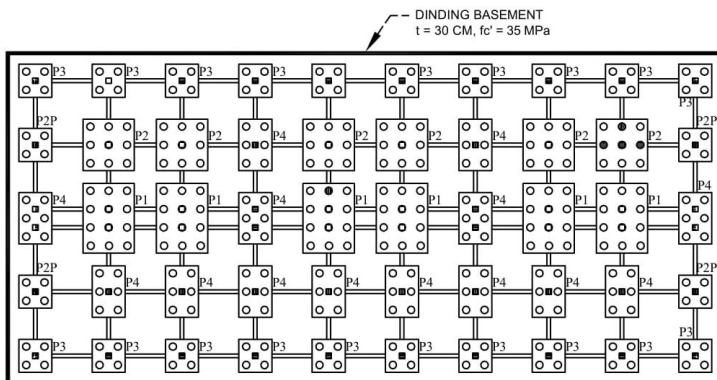 DINDING BASEMENT
t = 30 CM, fc' = 35 MPa
P3 P3 P3 P3 P3 P3 P3 P3 P3
P3
P2P P2 P2 P4 P2 P2 P4 P2 P2 P2P
P4
P4 P1 P1 P4 P1 P1 P4 P1 P1
P2P P2P
P4 P4 P4 P4 P4 P4 P4 P4
P3
P3 P3 P3 P3 P3 P3 P3 P3 P3